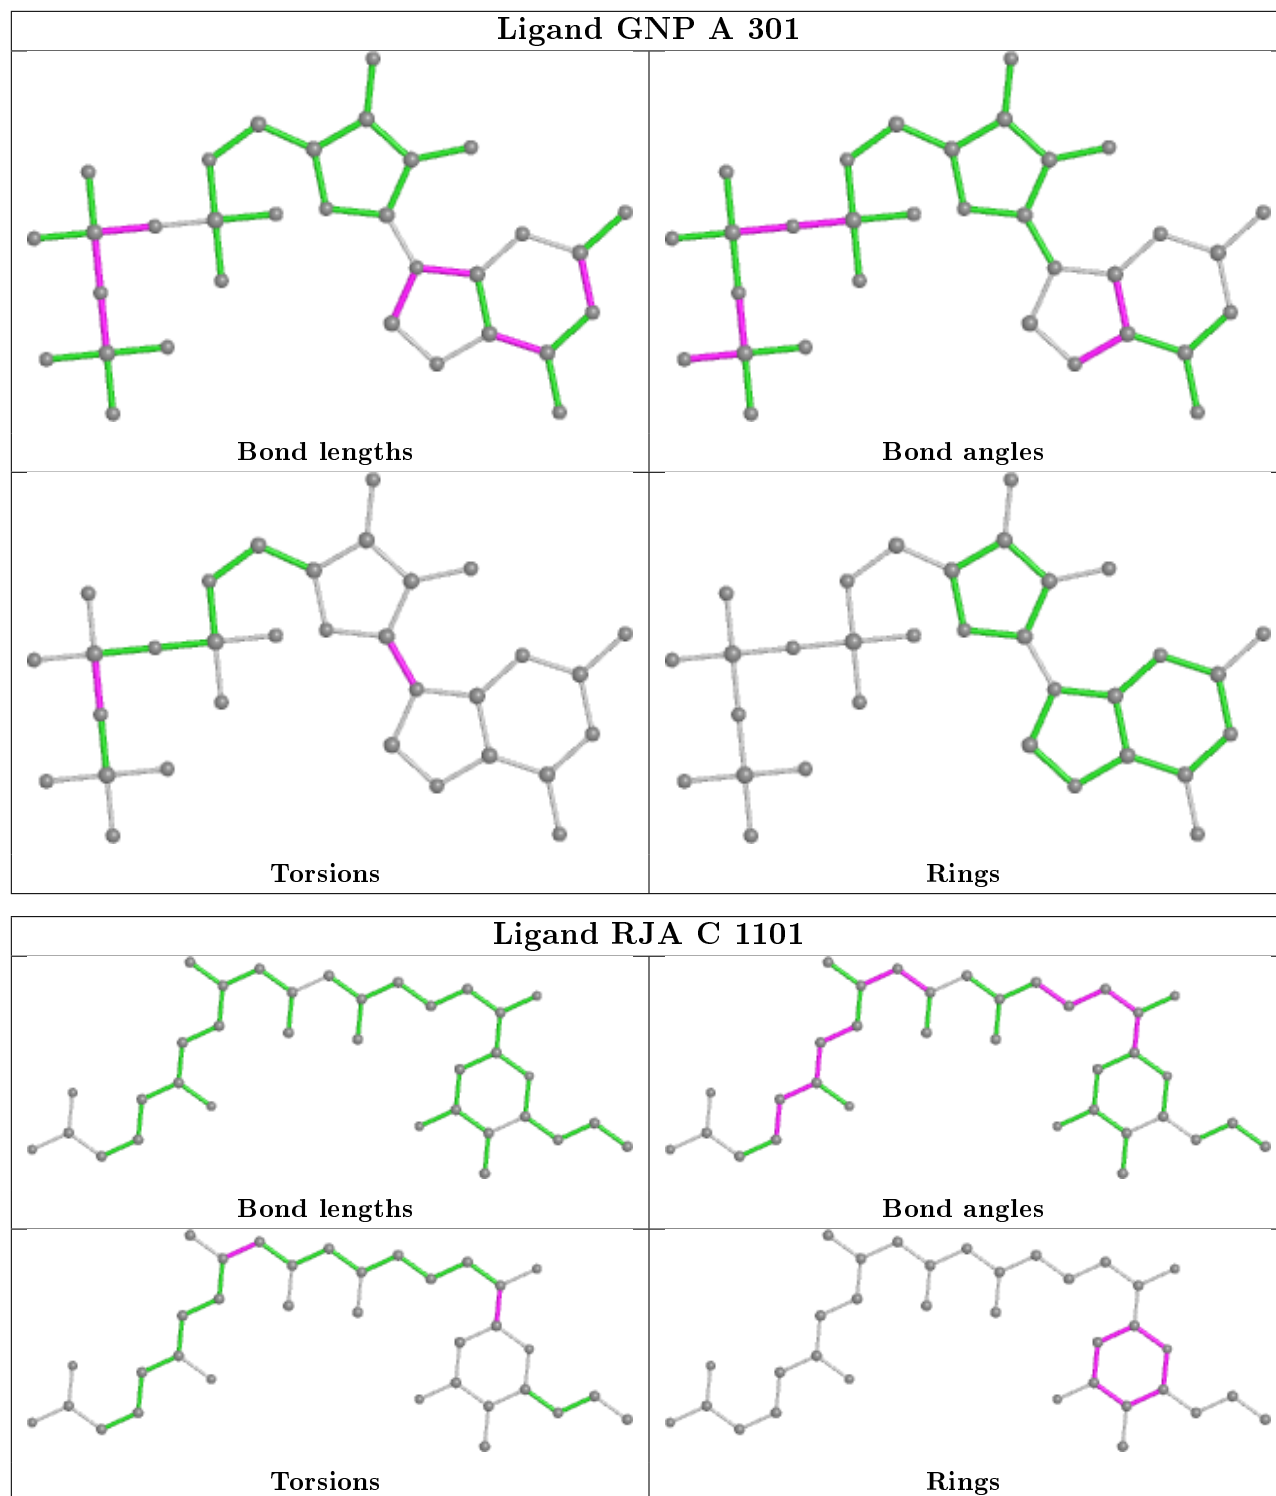 Ligand GNP A 301
Bond lengths
Bond angles
Torsions
Rings
Ligand RJA C 1101
Bond lengths
Bond angles
Torsions
Rings